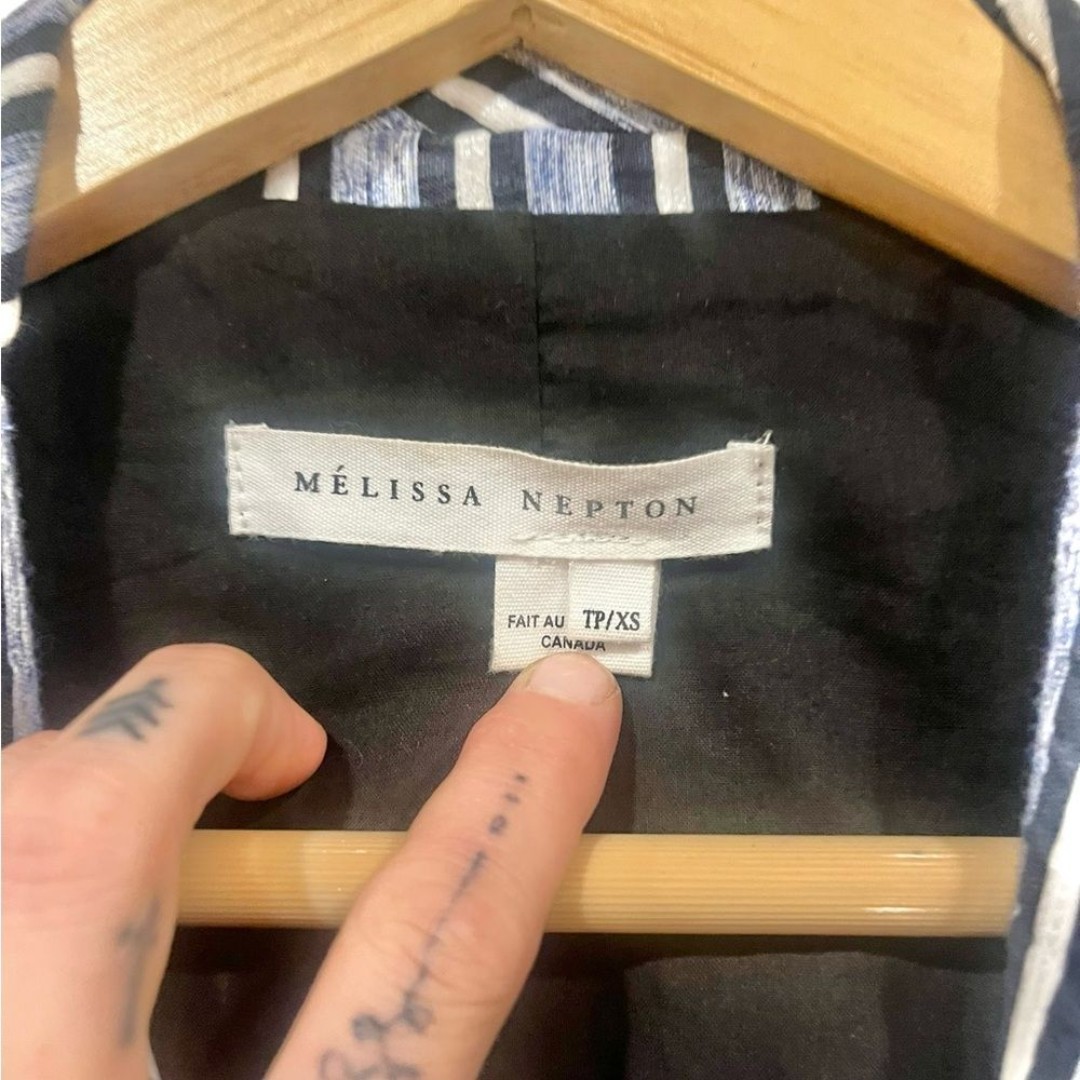 MÉLISSA NEPTON
FAIT AU
TP/XS
CANADA